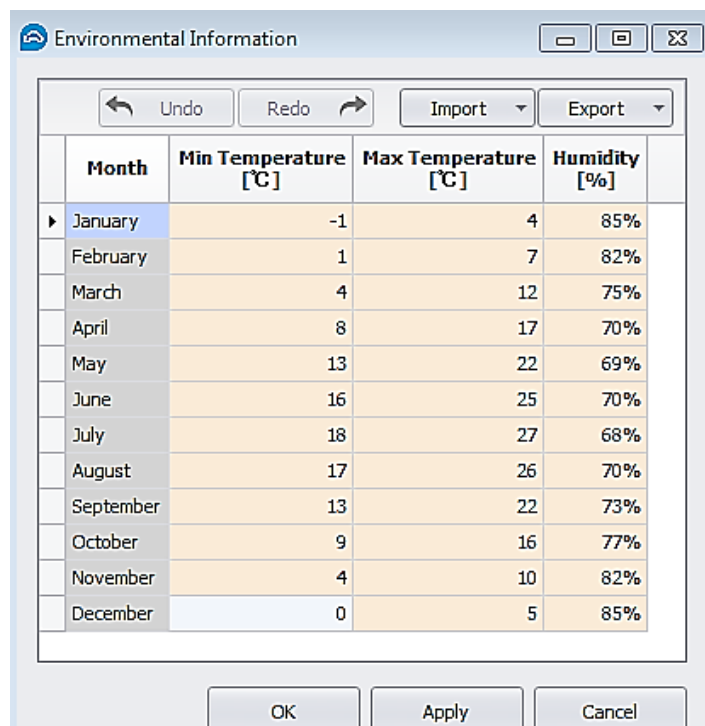 Environmental Information
Undo Redo Import Export
Month Min Temperature [℃] Max Temperature [℃] Humidity [%]
January -1 4 85%
February 1 7 82%
March 4 12 75%
April 8 17 70%
May 13 22 69%
June 16 25 70%
July 18 27 68%
August 17 26 70%
September 13 22 73%
October 9 16 77%
November 4 10 82%
December 0 5 85%
OK Apply Cancel